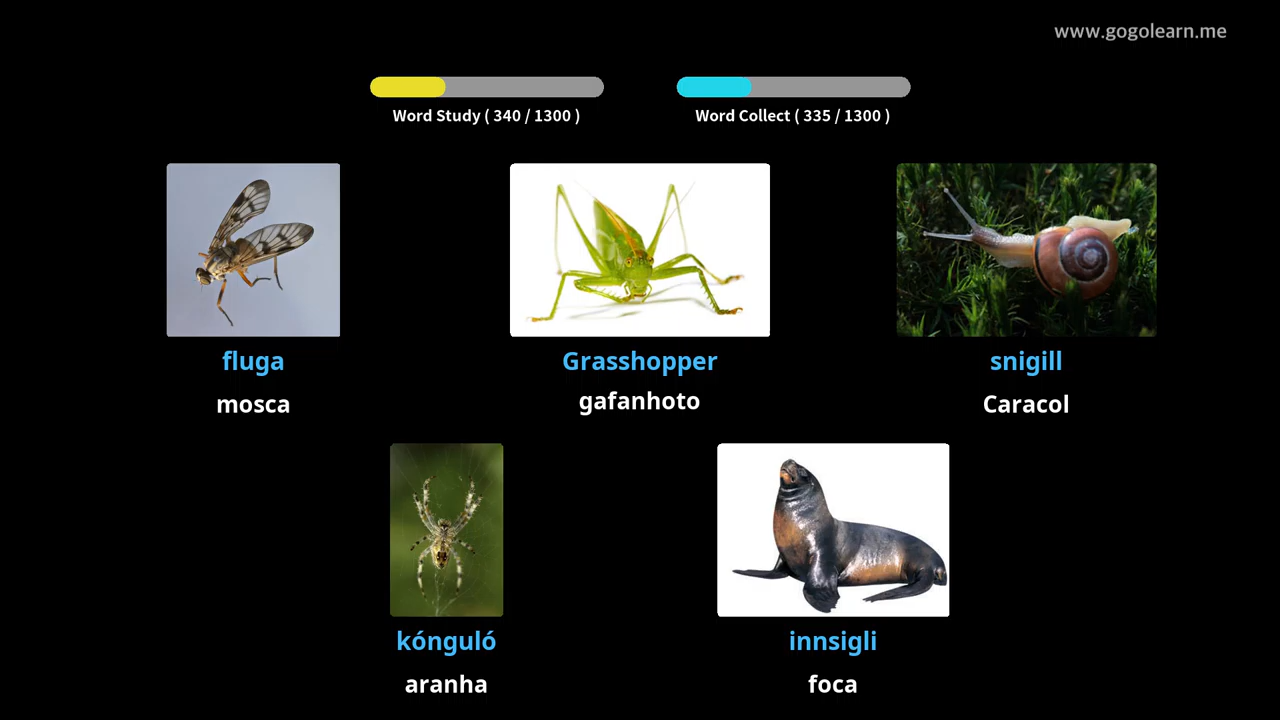 www.gogolearn.me
Word Study ( 340 / 1300 )
Word Collect ( 335 / 1300 )
fluga
mosca
Grasshopper
gafanhoto
snigill
Caracol
kónguló
aranha
innsigli
foca